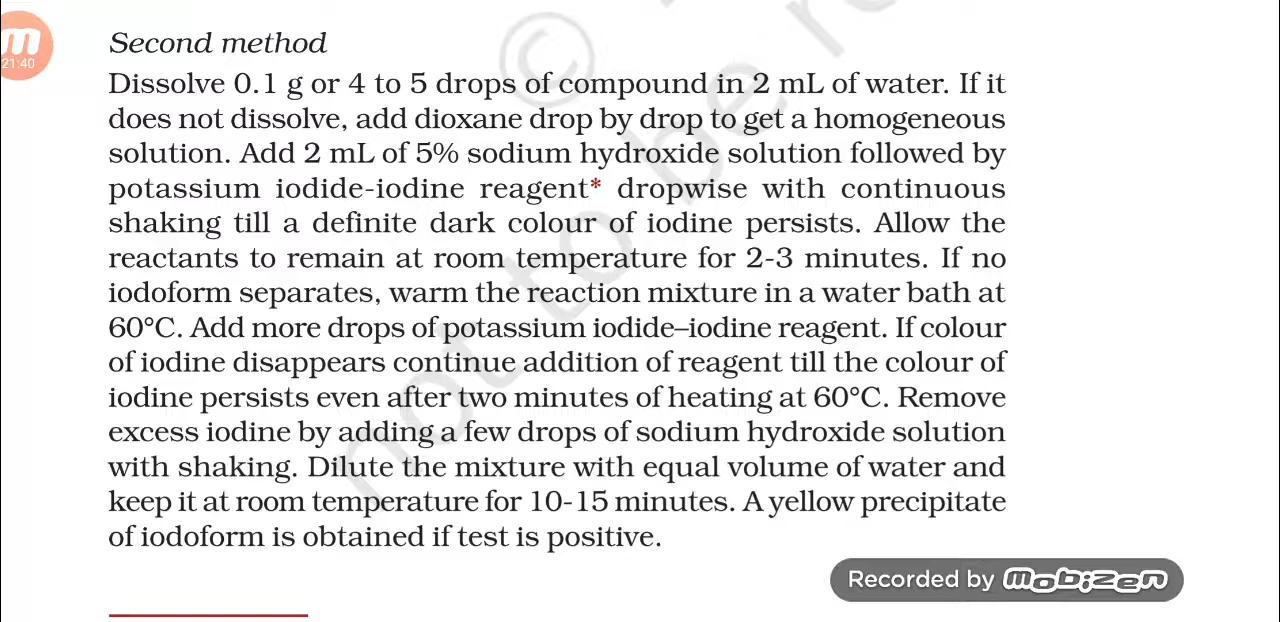 Second method
21:40
Dissolve 0.1 g or 4 to 5 drops of compound in 2 mL of water. If it
does not dissolve, add dioxane drop by drop to get a homogeneous
solution. Add 2 mL of 5% sodium hydroxide solution followed by
potassium iodide-iodine reagent* dropwise with continuous
shaking till a definite dark colour of iodine persists. Allow the
reactants to remain at room temperature for 2-3 minutes. If no
iodoform separates, warm the reaction mixture in a water bath at
60°C. Add more drops of potassium iodide–iodine reagent. If colour
of iodine disappears continue addition of reagent till the colour of
iodine persists even after two minutes of heating at 60°C. Remove
excess iodine by adding a few drops of sodium hydroxide solution
with shaking. Dilute the mixture with equal volume of water and
keep it at room temperature for 10-15 minutes. A yellow precipitate
of iodoform is obtained if test is positive.
Recorded by mobizen
© not to be r